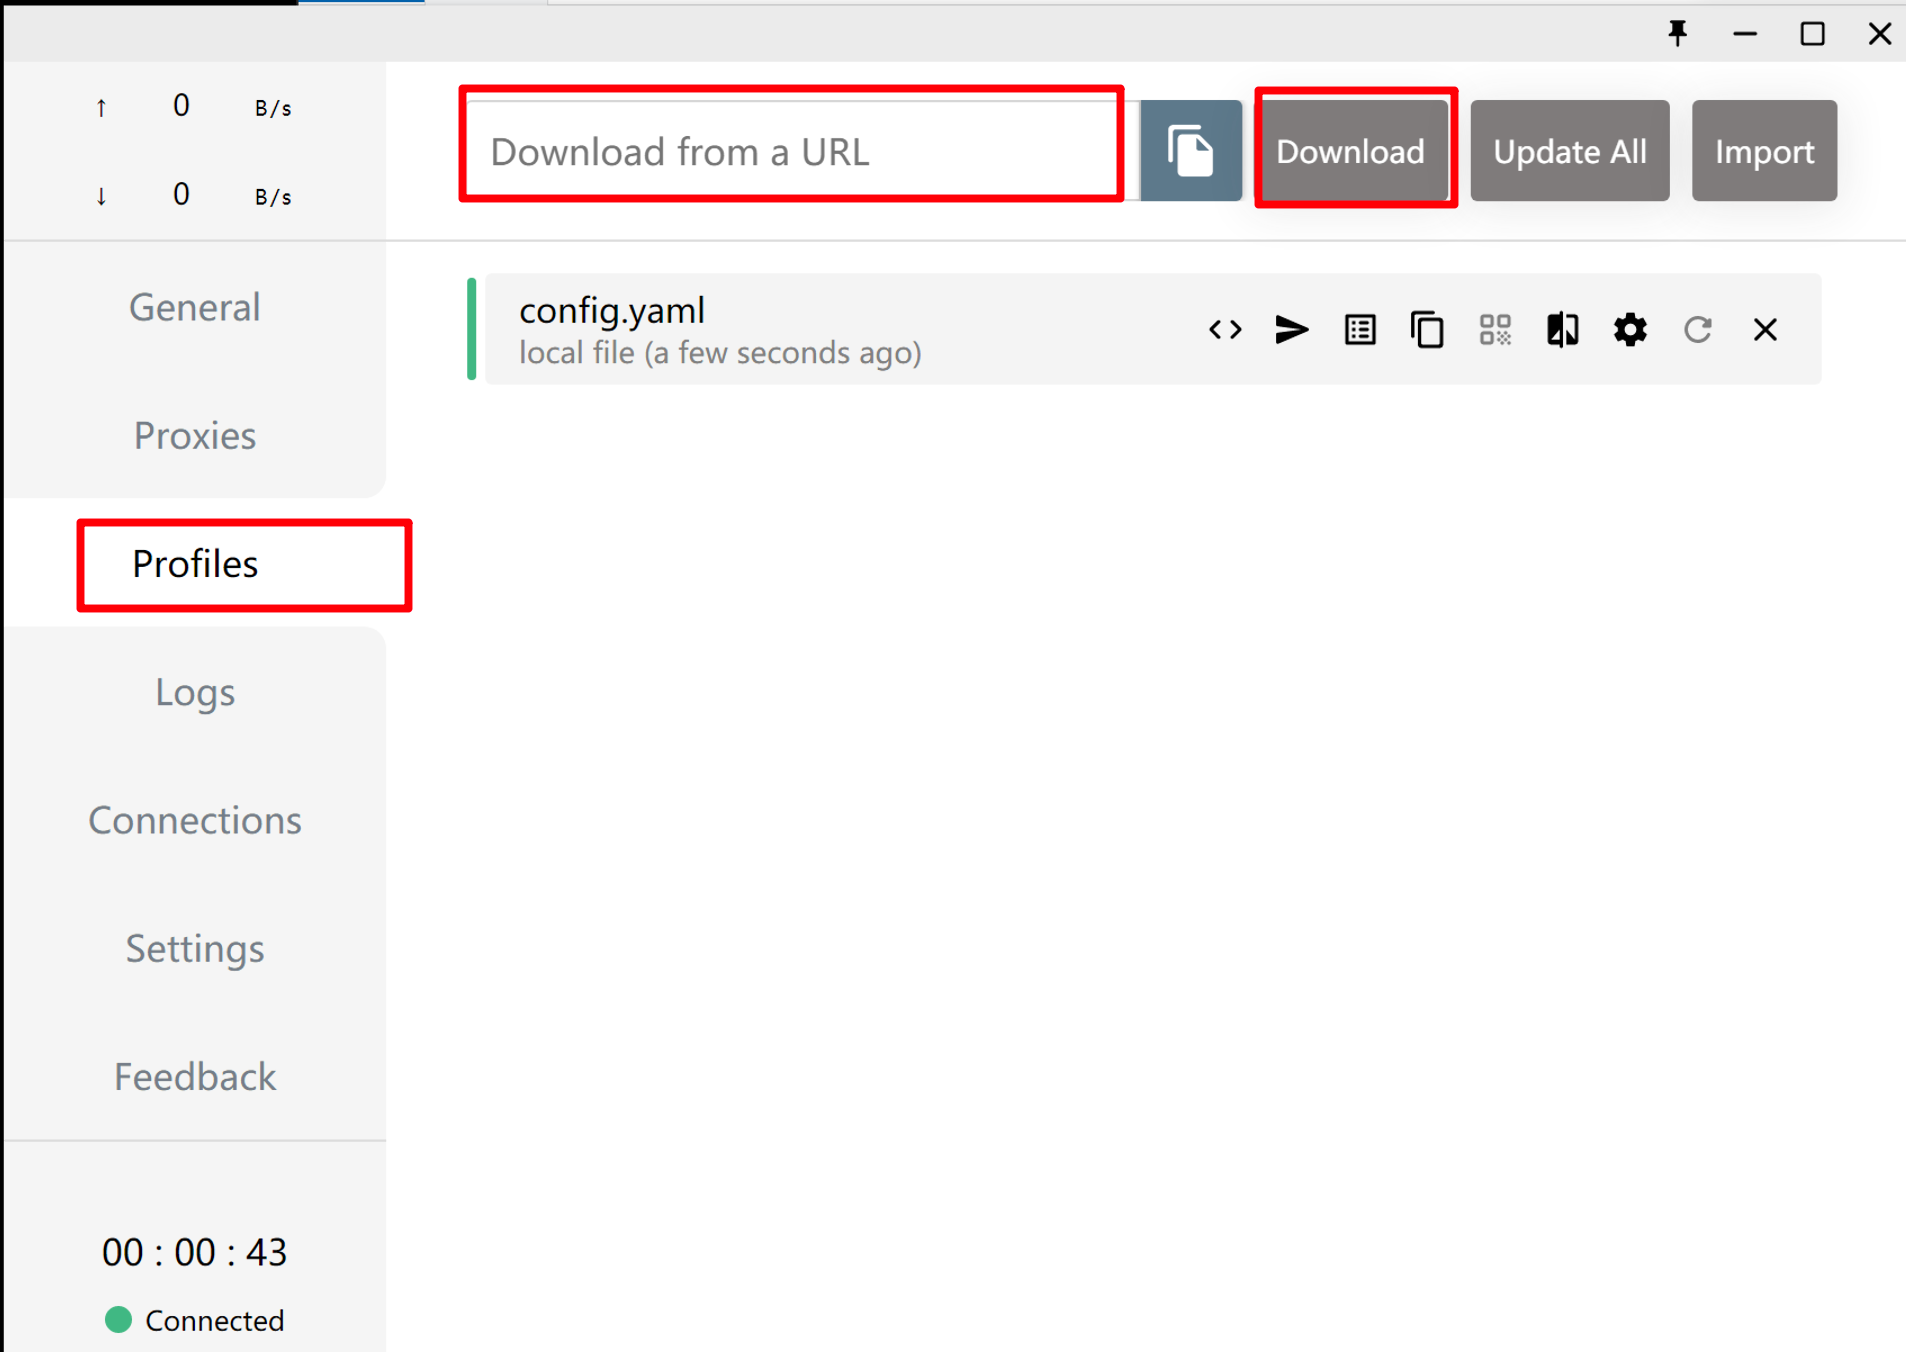 ↑ 0 B/s
↓ 0 B/s
Download from a URL
Download
Update All
Import
General
Proxies
Profiles
Logs
Connections
Settings
Feedback
config.yaml
local file (a few seconds ago)
00 : 00 : 43
Connected